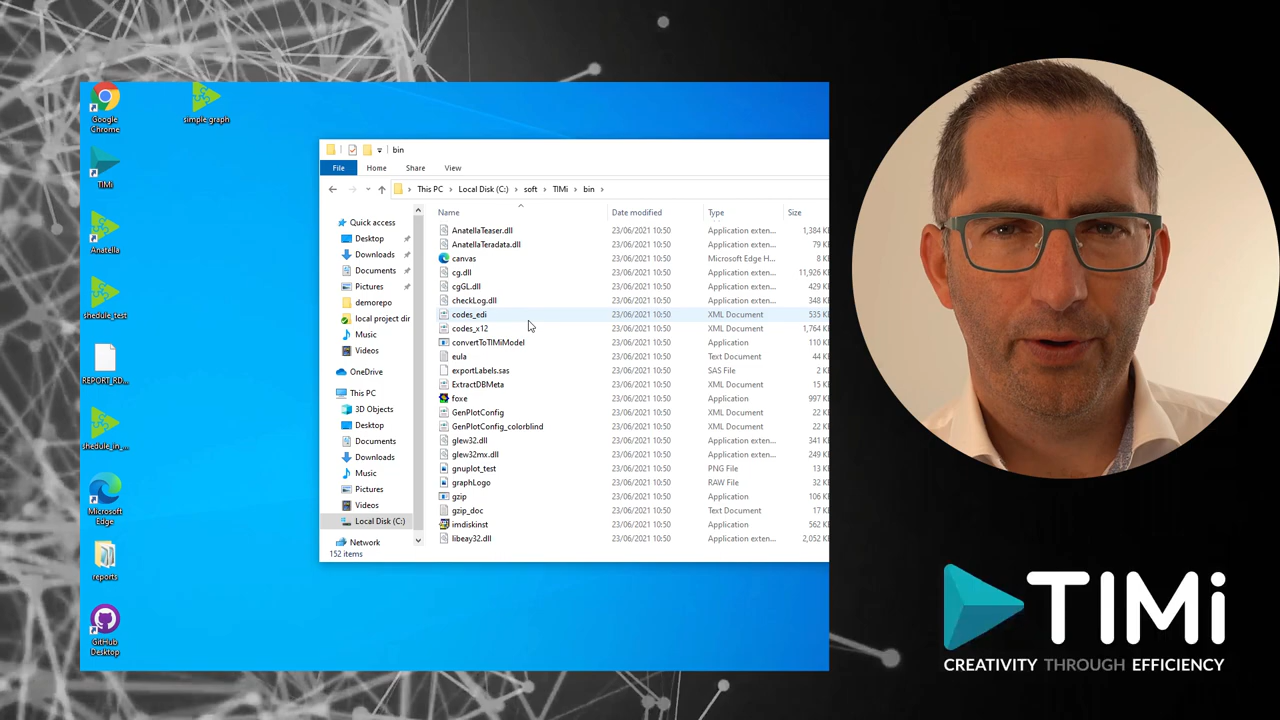 Google
Chrome
simple graph
TIMi
Anatella
shedule_test
REPORT_RD...
shedule_in_...
Microsoft
Edge
reports
GitHub
Desktop
bin
File Home Share View
This PC Local Disk (C:) soft TIMi bin
Name Date modified Type Size
Quick access
Desktop
Downloads
Documents
Pictures
demorepo
local project dir
Music
Videos
OneDrive
This PC
3D Objects
Desktop
Documents
Downloads
Music
Pictures
Videos
Local Disk (C:)
Network
AnatellaTeaser.dll 23/06/2021 10:50 Application exten... 1,384 K
AnatellaTeradata.dll 23/06/2021 10:50 Application exten... 79 K
canvas 23/06/2021 10:50 Microsoft Edge H... 8 K
cg.dll 23/06/2021 10:50 Application exten... 11,926 K
cgGL.dll 23/06/2021 10:50 Application exten... 429 K
checkLog.dll 23/06/2021 10:50 Application exten... 348 K
codes_edi 23/06/2021 10:50 XML Document 535 K
codes_x12 23/06/2021 10:50 XML Document 1,764 K
convertToTIMiModel 23/06/2021 10:50 Application 110 K
eula 23/06/2021 10:50 Text Document 44 K
exportLabels.sas 23/06/2021 10:50 SAS File 2 K
ExtractDBMeta 23/06/2021 10:50 XML Document 15 K
foxe 23/06/2021 10:50 Application 997 K
GenPlotConfig 23/06/2021 10:50 XML Document 22 K
GenPlotConfig_colorblind 23/06/2021 10:50 XML Document 22 K
glew32.dll 23/06/2021 10:50 Application exten... 341 K
glew32mx.dll 23/06/2021 10:50 Application exten... 249 K
gnuplot_test 23/06/2021 10:50 PNG File 13 K
graphLogo 23/06/2021 10:50 RAW File 32 K
gzip 23/06/2021 10:50 Application 106 K
gzip_doc 23/06/2021 10:50 Text Document 17 K
imdiskinst 23/06/2021 10:50 Application 562 K
libeay32.dll 23/06/2021 10:50 Application exten... 2,052 K
152 items
TIMi
CREATIVITY THROUGH EFFICIENCY